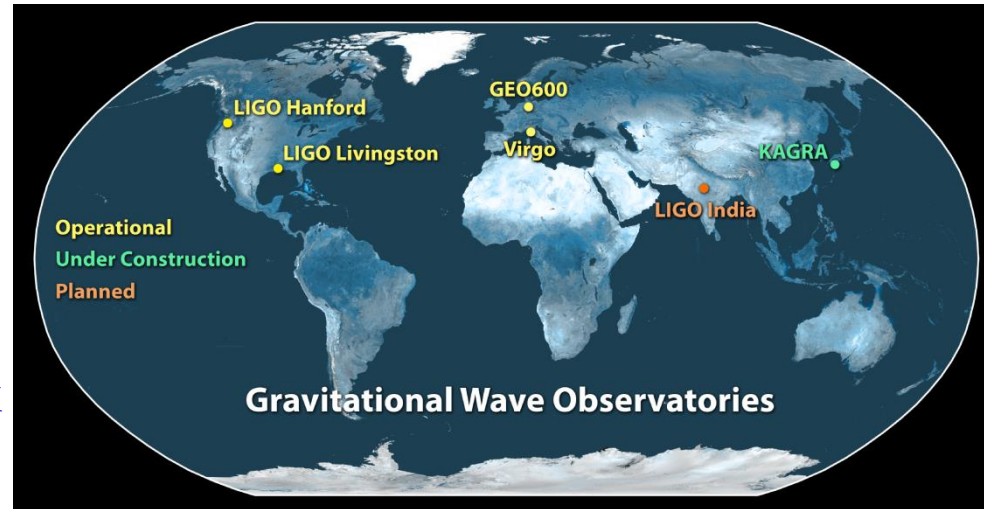 GEO600
LIGO Hanford
Virgo
LIGO Livingston
KAGRA
LIGO India
Operational
Under Construction
Planned
Gravitational Wave Observatories